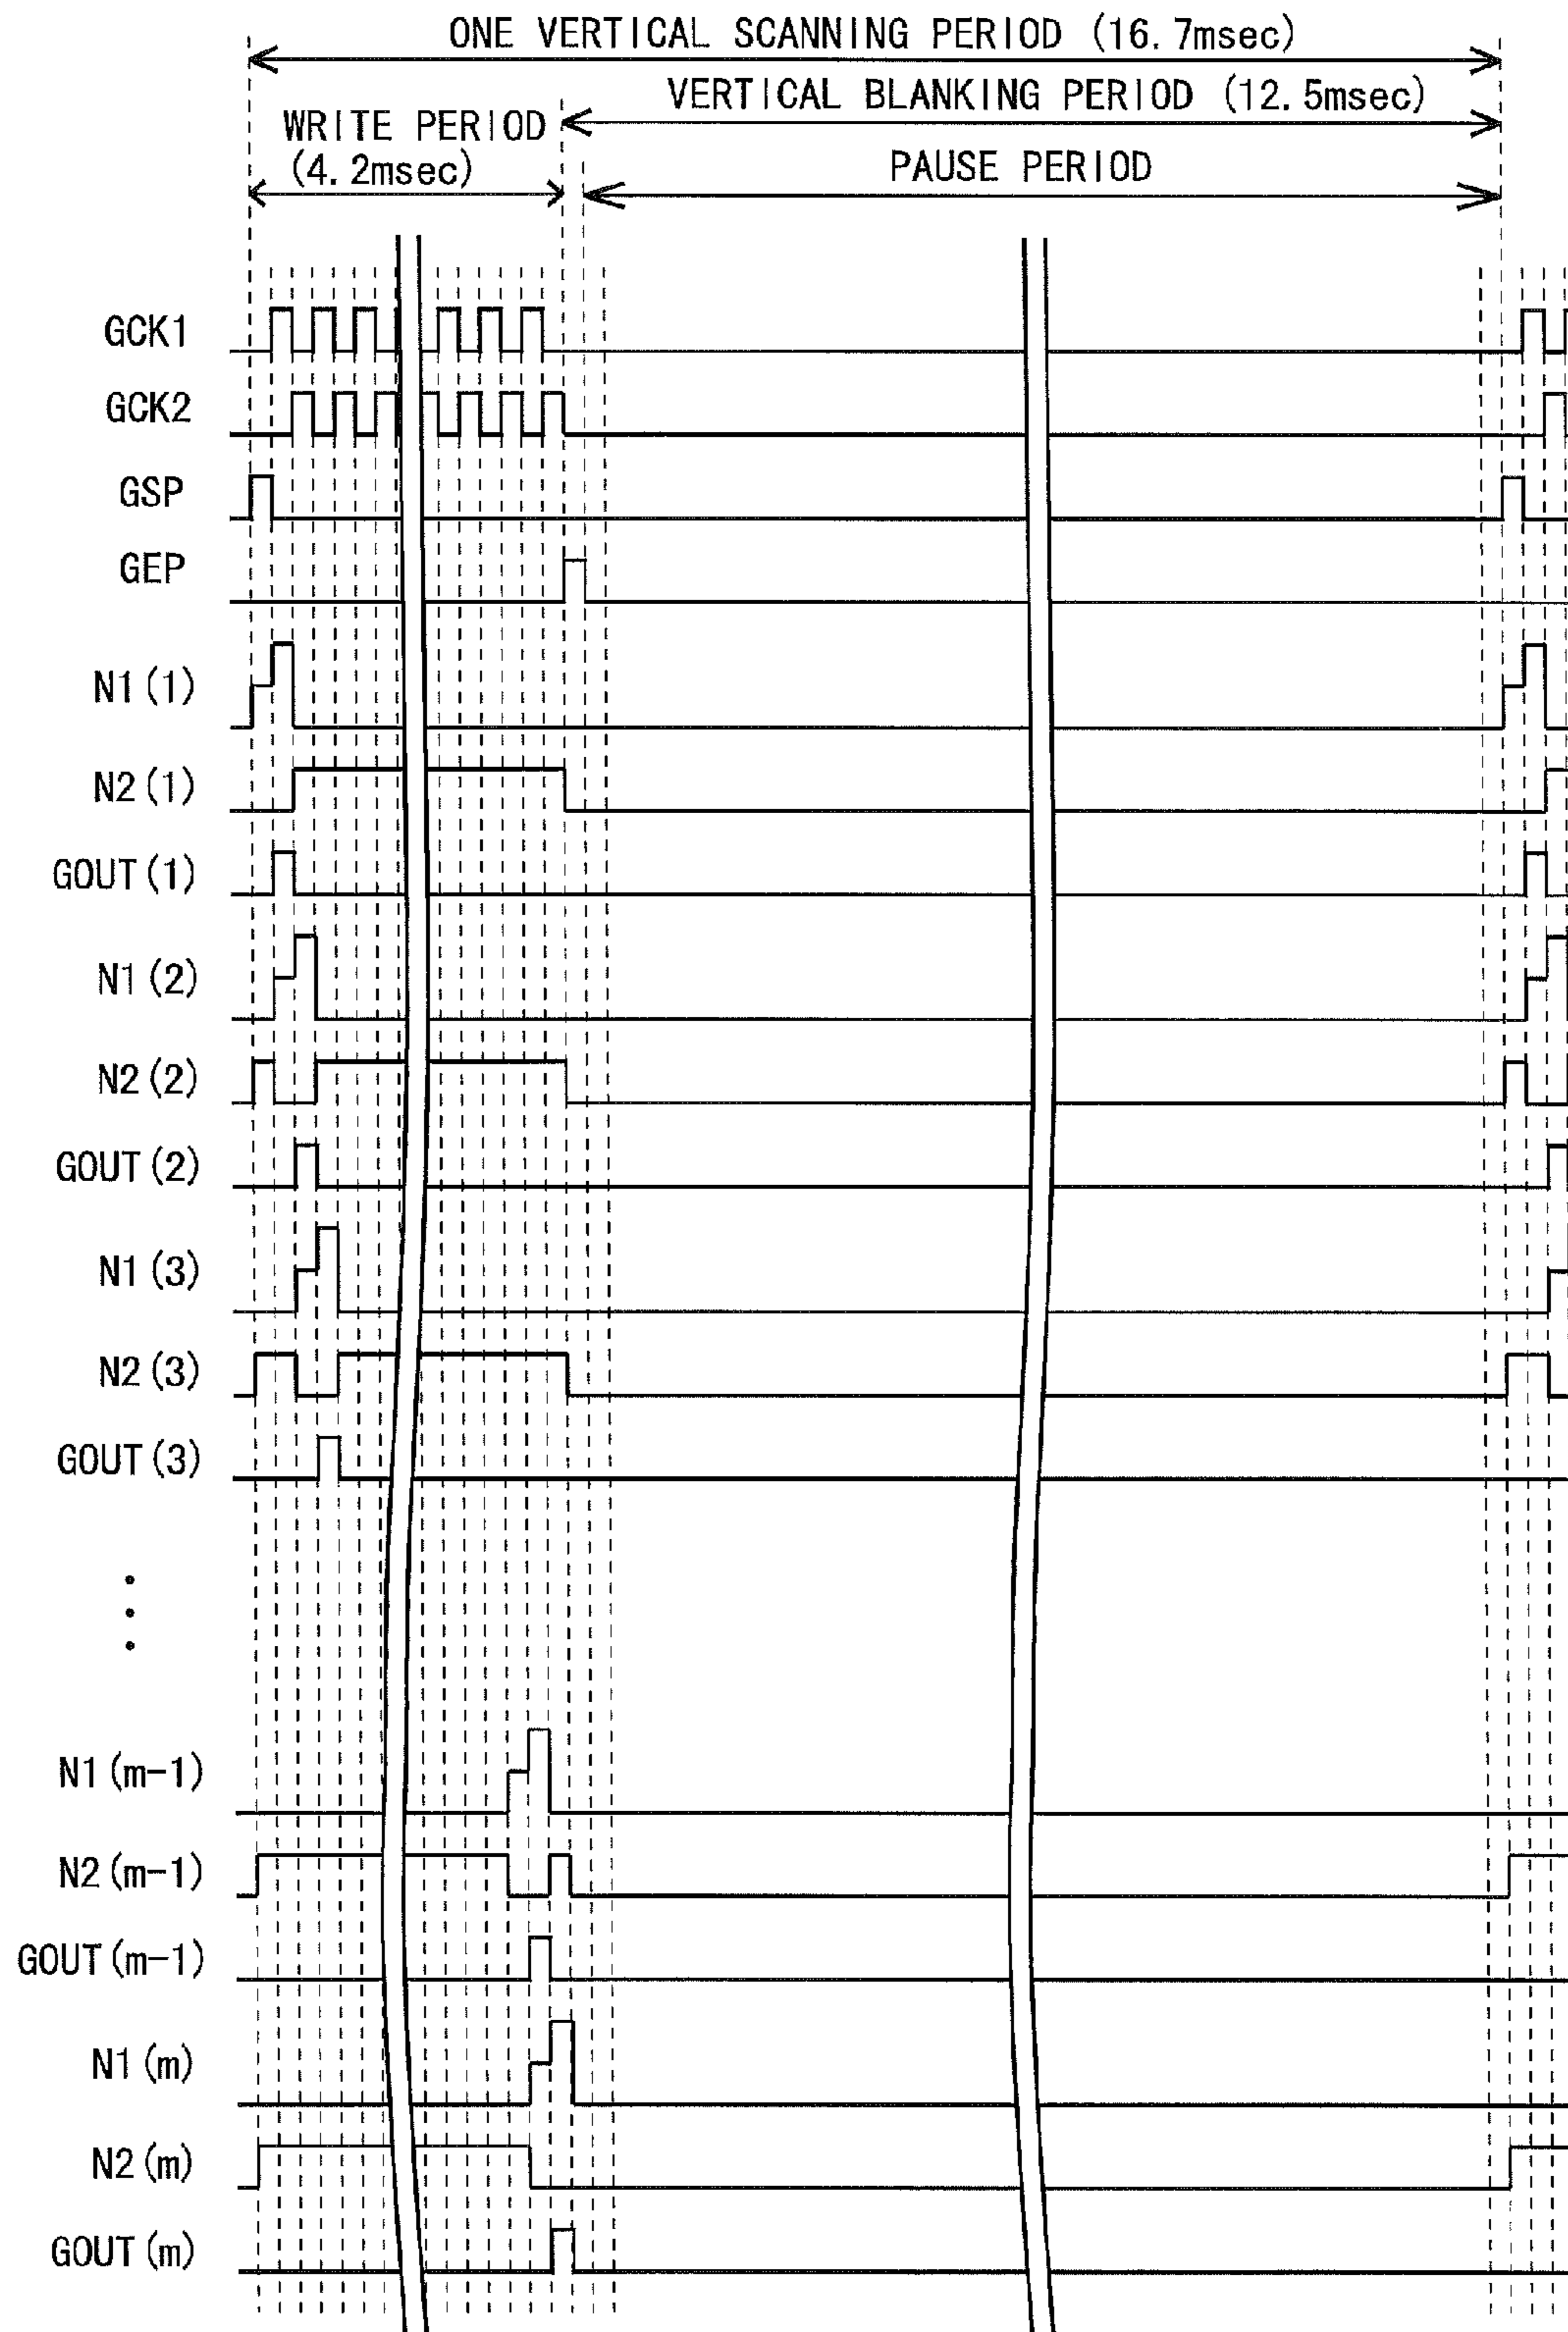 ONE VERTICAL SCANNING PERIOD (16.7msec)
VERTICAL BLANKING PERIOD (12.5msec)
WRITE PERIOD
(4.2msec)
PAUSE PERIOD
GCK1
GCK2
GSP
GEP
N1(1)
N2(1)
GOUT(1)
N1(2)
N2(2)
GOUT(2)
N1(3)
N2(3)
GOUT(3)
N1(m-1)
N2(m-1)
GOUT(m-1)
N1(m)
N2(m)
GOUT(m)